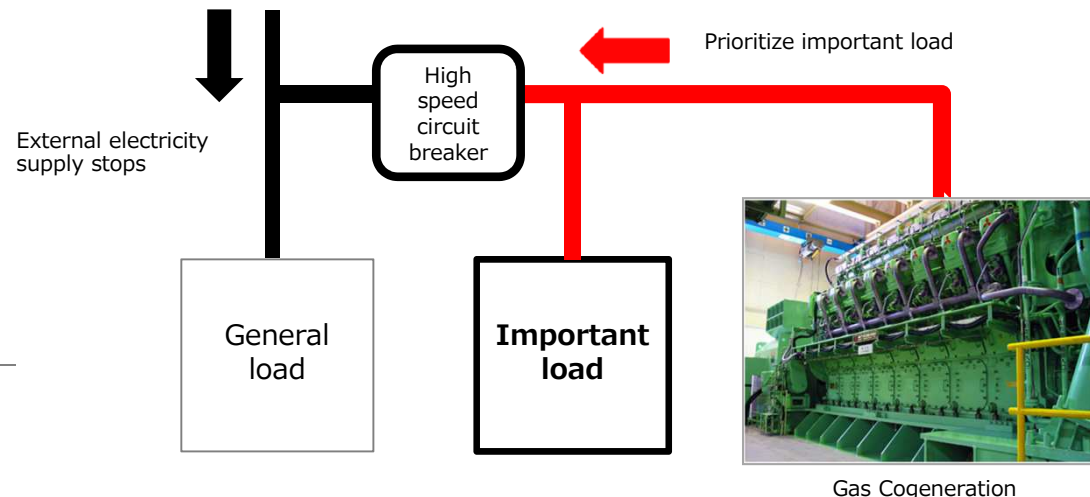 Prioritize important load
High
speed
circuit
breaker
External electricity
supply stops
General
load
Important
load
Gas Cogeneration